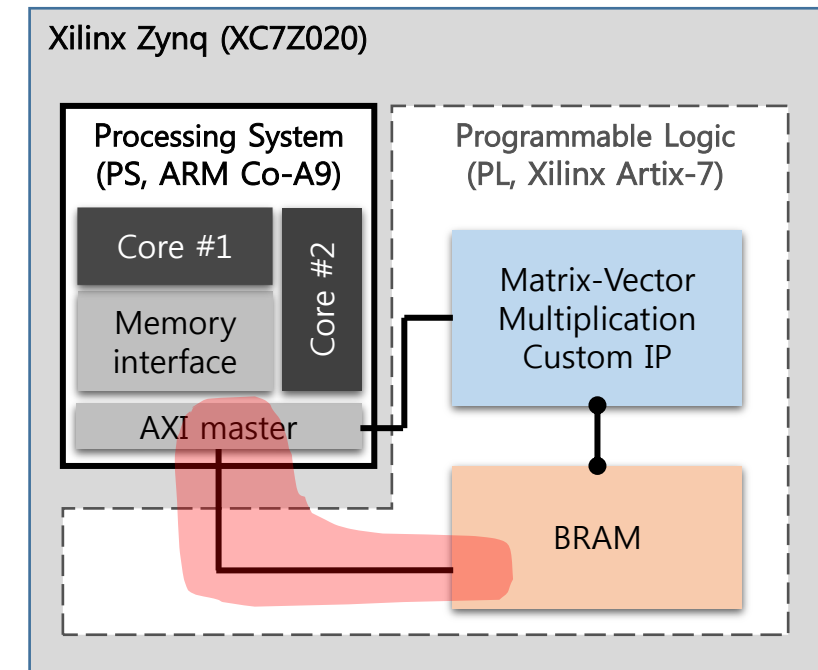 Xilinx Zynq (XC7Z020)
Processing System
(PS, ARM Co-A9)
Core #1
Core #2
Memory
interface
AXI master
Programmable Logic
(PL, Xilinx Artix-7)
Matrix-Vector
Multiplication
Custom IP
BRAM